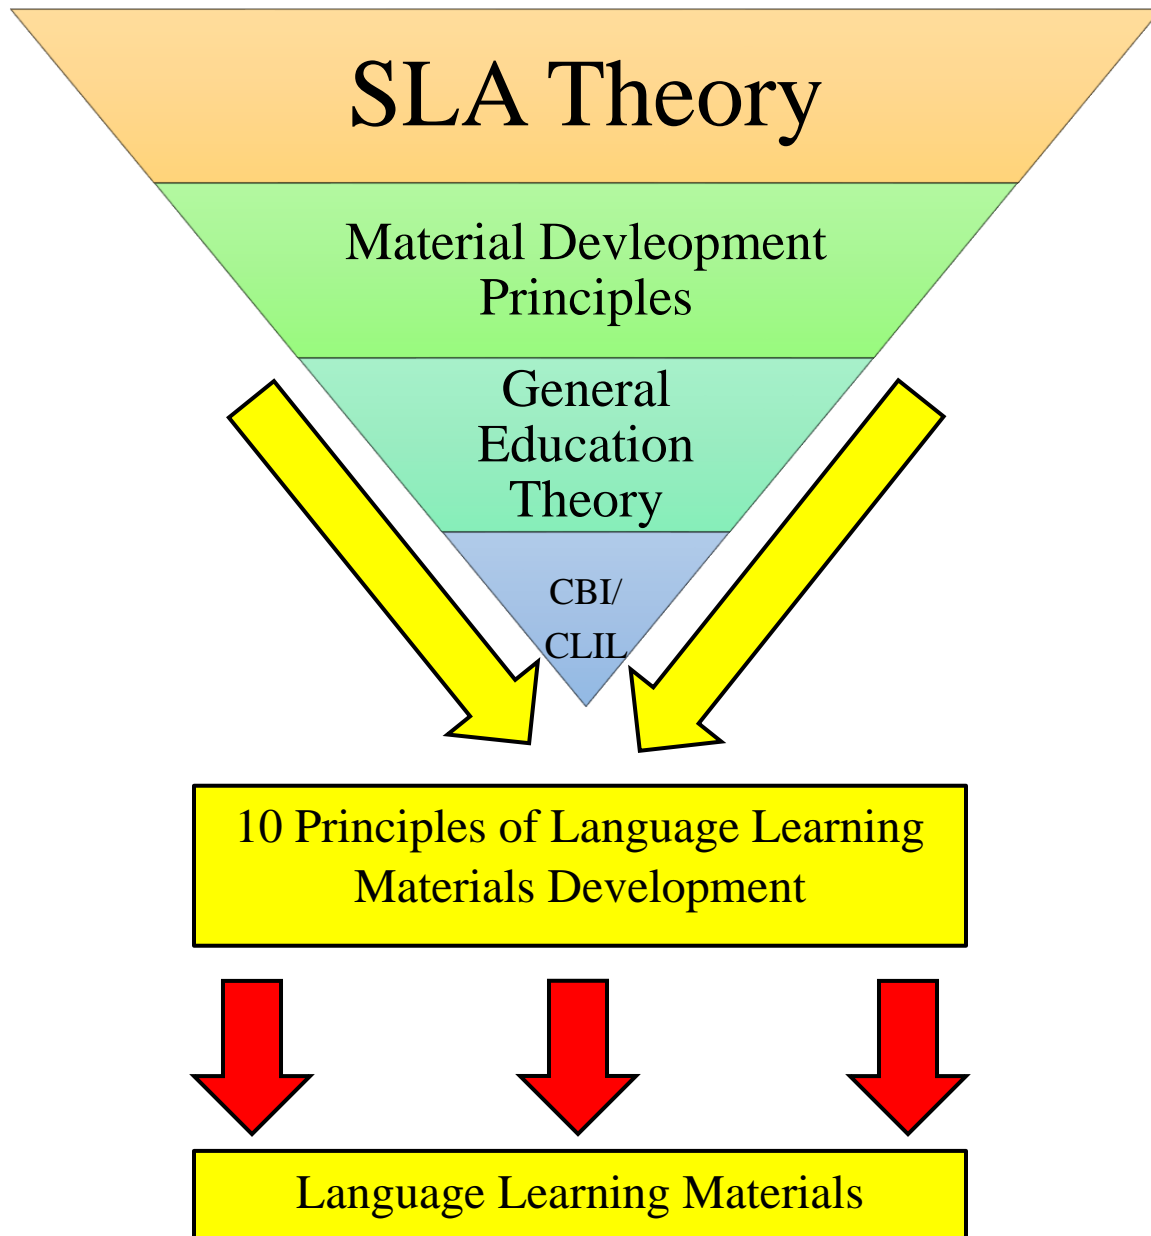 SLA Theory
Material Devleopment
Principles
General
Education
Theory
CBI/
CLIL
10 Principles of Language Learning
Materials Development
Language Learning Materials